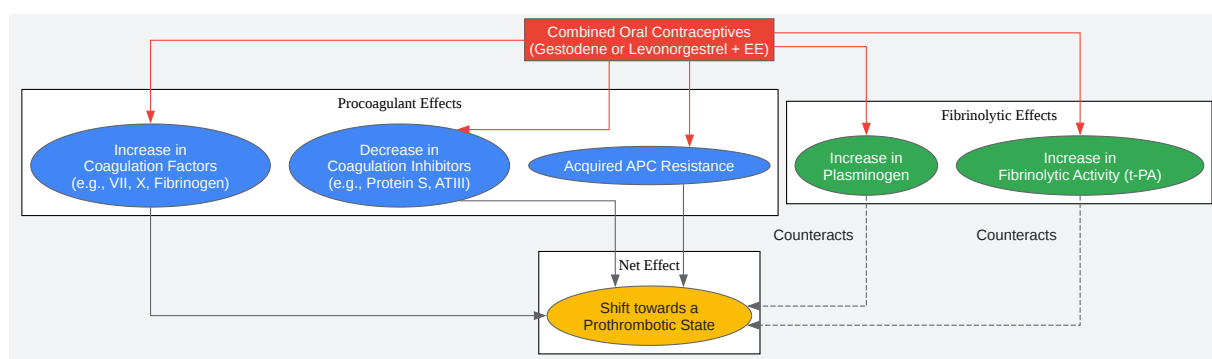 Combined Oral Contraceptives
(Gestodene or Levonorgestrel + EE)
Procoagulant Effects
Fibrinolytic Effects
Increase in
Coagulation Factors
(e.g., VII, X, Fibrinogen)
Decrease in
Coagulation Inhibitors
(e.g., Protein S, ATIII)
Acquired APC Resistance
Increase in
Plasminogen
Increase in
Fibrinolytic Activity (t-PA)
Counteracts
Counteracts
Net Effect
Shift towards a
Prothrombotic State